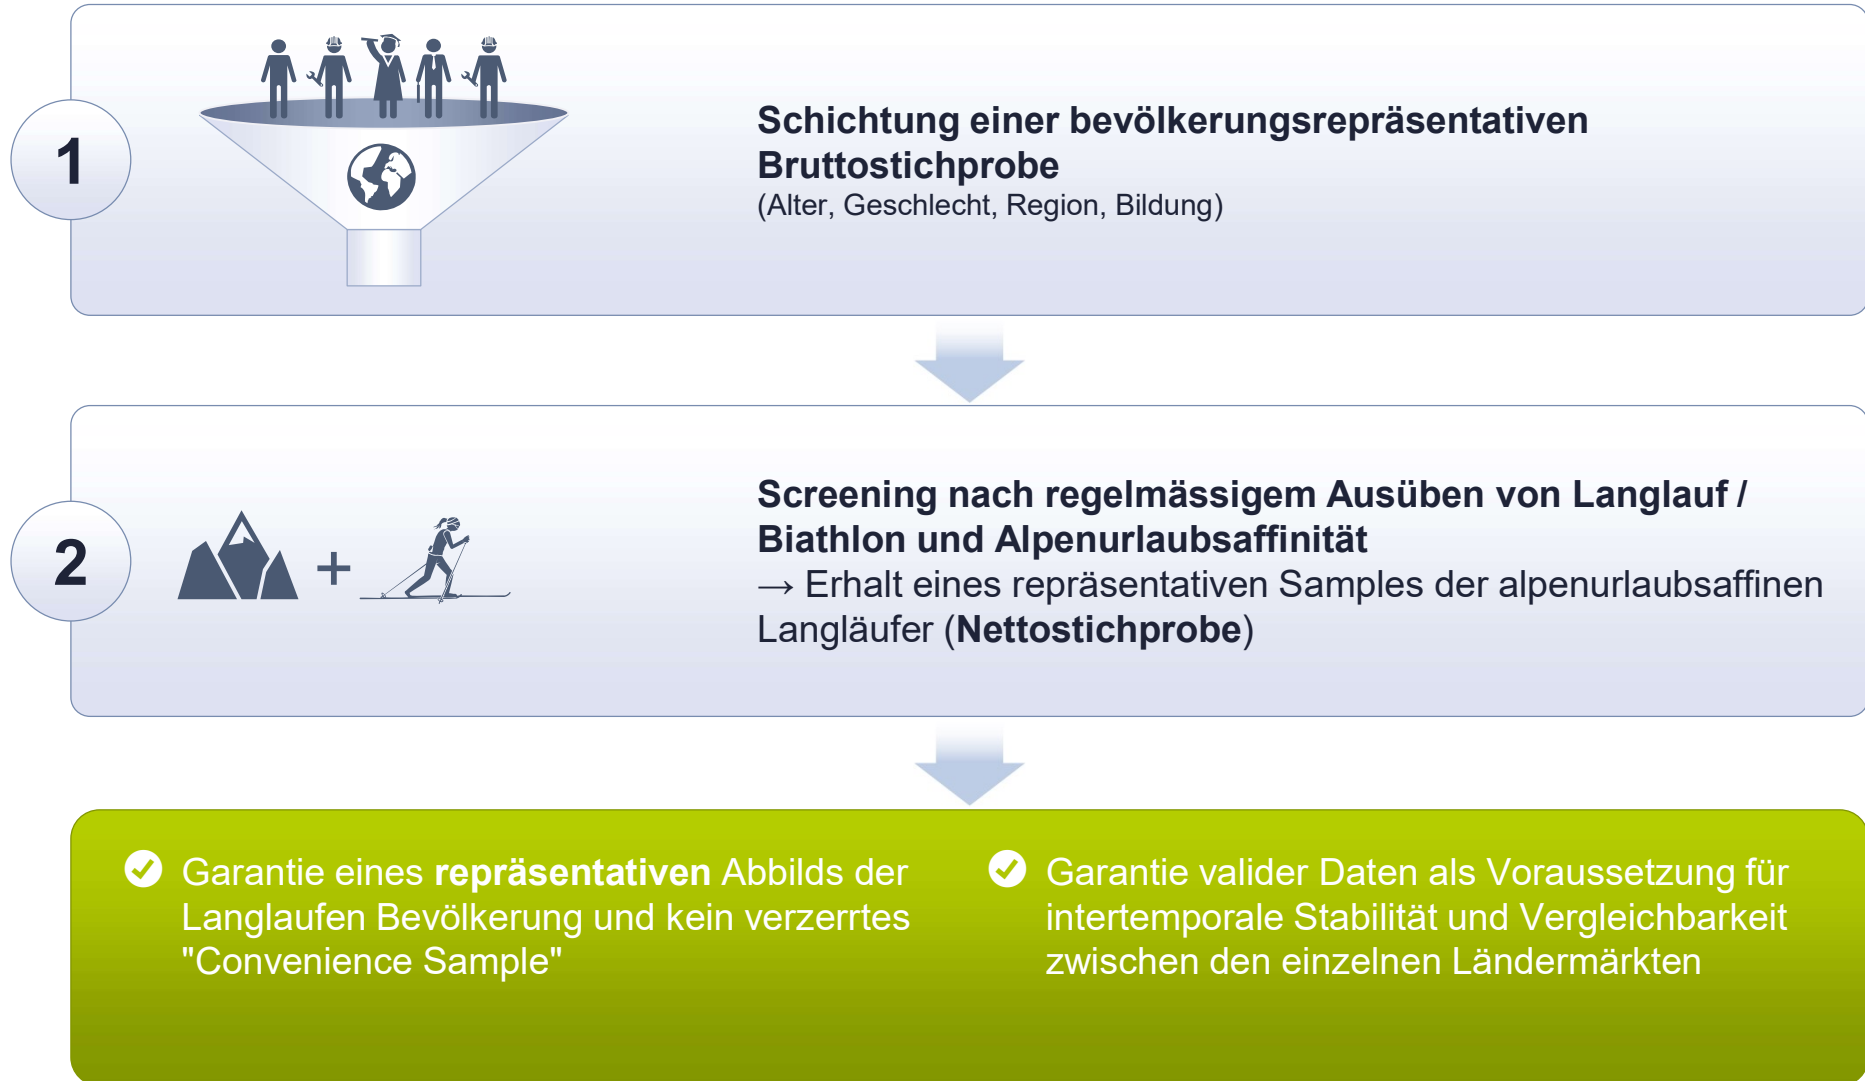 1
Schichtung einer bevölkerungsrepräsentativen
Bruttostichprobe
(Alter, Geschlecht, Region, Bildung)
2
+
Screening nach regelmässigem Ausüben von Langlauf /
Biathlon und Alpenurlaubsaffinität
→ Erhalt eines repräsentativen Samples der alpenurlaubsaffinen
Langläufer (Nettostichprobe)
Garantie eines repräsentativen Abbilds der
Langlaufen Bevölkerung und kein verzerrtes
"Convenience Sample"
Garantie valider Daten als Voraussetzung für
intertemporale Stabilität und Vergleichbarkeit
zwischen den einzelnen Ländermärkten